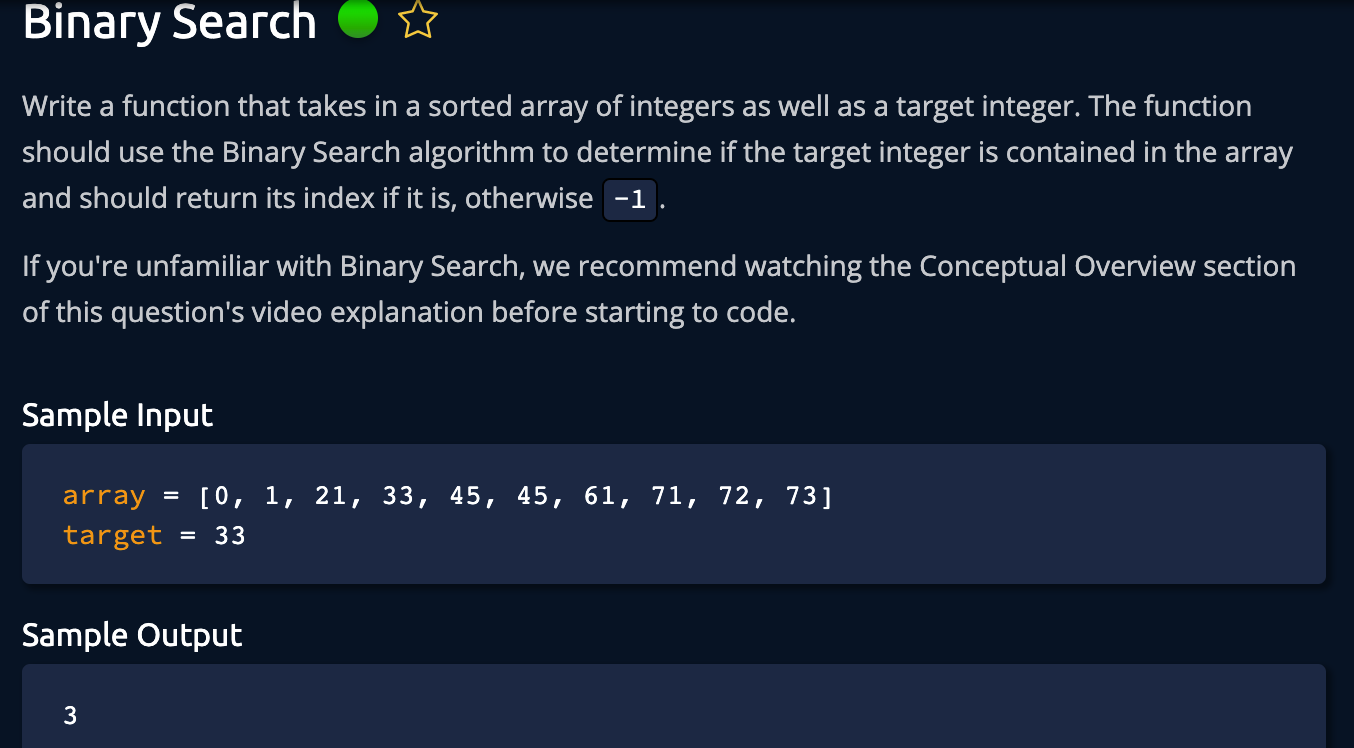 Binary Search
Write a function that takes in a sorted array of integers as well as a target integer. The function
should use the Binary Search algorithm to determine if the target integer is contained in the array
and should return its index if it is, otherwise -1 .
If you're unfamiliar with Binary Search, we recommend watching the Conceptual Overview section
of this question's video explanation before starting to code.
Sample Input
array = [0, 1, 21, 33, 45, 45, 61, 71, 72, 73]
target = 33
Sample Output
3